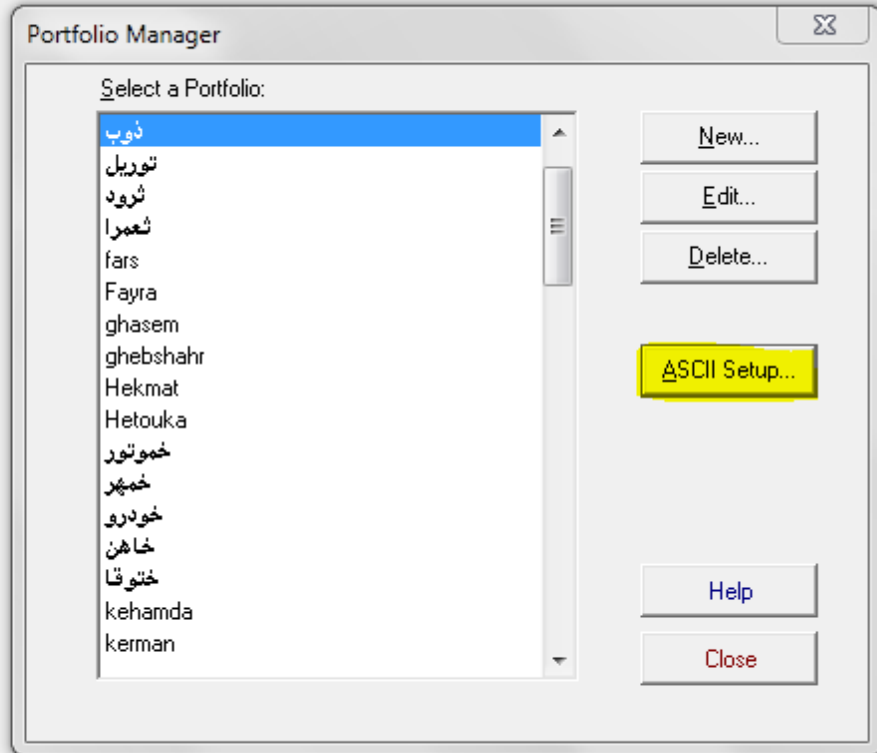 Portfolio Manager
Select a Portfolio:
ذوب
توریل
ثرود
ثعمرا
fars
Fayra
ghasem
ghebshahr
Hekmat
Hetouka
خموتور
خمهر
خودرو
خاهن
ختوقا
kehamda
kerman
New...
Edit...
Delete...
ASCII Setup...
Help
Close